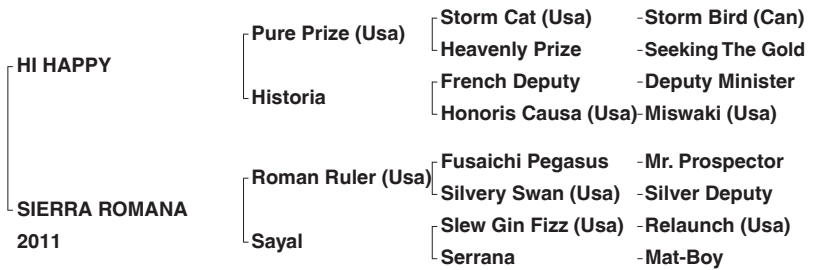 Storm Cat (Usa) -Storm Bird (Can)
Pure Prize (Usa)
Heavenly Prize -Seeking The Gold
HI HAPPY
French Deputy -Deputy Minister
Historia
Honoris Causa (Usa) -Miswaki (Usa)
Fusaichi Pegasus -Mr. Prospector
Roman Ruler (Usa)
Silvery Swan (Usa) -Silver Deputy
SIERRA ROMANA
Slew Gin Fizz (Usa) -Relaunch (Usa)
2011
Sayal
Serrana -Mat-Boy